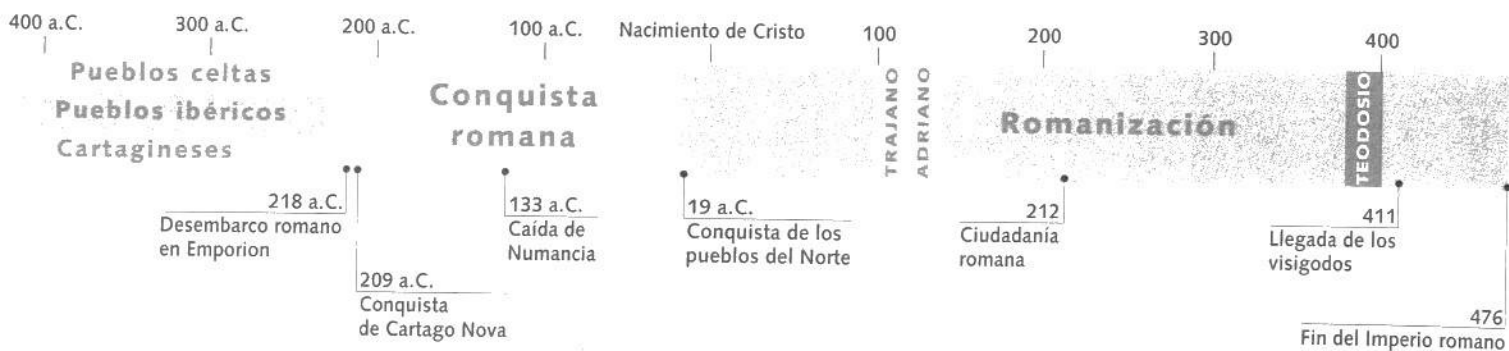 400 a.C.
300 a.C.
200 a.C.
100 a.C.
Nacimiento de Cristo
100
200
300
400
Pueblos celtas
Pueblos ibéricos
Cartagineses
Conquista
romana
TRAJANO
ADRIANO
Romanización
TEODOSIO
218 a.C.
Desembarco romano
en Emporion
209 a.C.
Conquista
de Cartago Nova
133 a.C.
Caída de
Numancia
19 a.C.
Conquista de los
pueblos del Norte
212
Ciudadanía
romana
411
Llegada de los
visigodos
476
Fin del Imperio romano